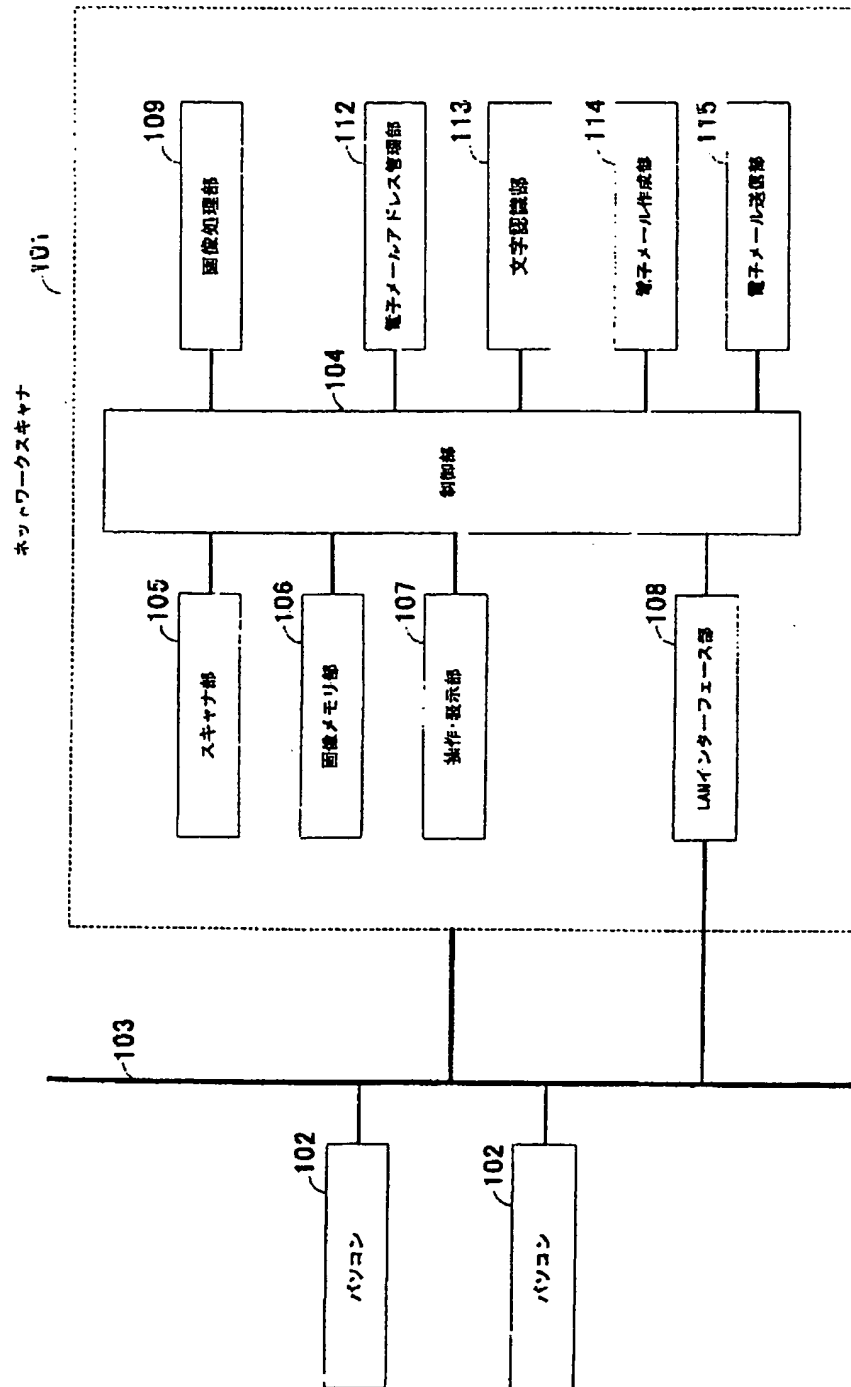 ネットワークスキャナ
101
109
画像処理部
112
電子メールアドレス管理部
113
文字認識部
114
電子メール作成部
115
電子メール送信部
104
制御部
105
スキャナ部
106
画像メモリ部
107
操作・表示部
108
LANインターフェース部
103
102
パソコン
102
パソコン